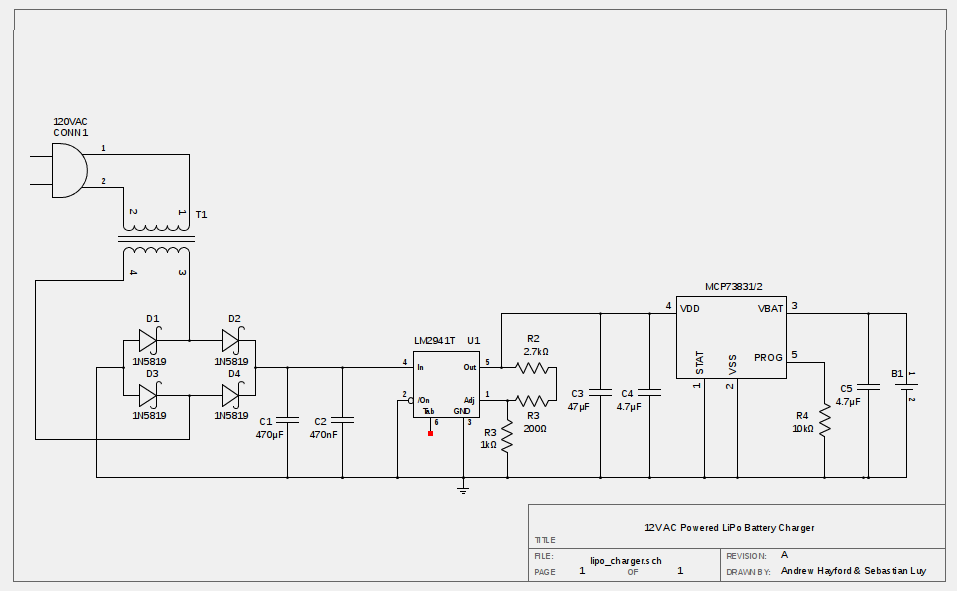 120VAC
CONN1
1
2
2
1
T1
4
3
D1
D2
1N5819
1N5819
D3
D4
1N5819
1N5819
C1
470µF
C2
470nF
LM2941T
U1
4
In
Out
5
2
/On
Adj
1
Tab
GND
6
3
R2
2.7kΩ
R3
200Ω
R3
1kΩ
C3
47µF
C4
4.7µF
MCP73831/2
4
VDD
VBAT
3
STAT
VSS
PROG
5
1
2
R4
10kΩ
C5
4.7µF
B1
1
2
12VAC Powered LiPo Battery Charger
TITLE
FILE:
lipo_charger.sch
REVISION:
A
PAGE
1
OF
1
DRAWN BY:
Andrew Hayford & Sebastian Luy